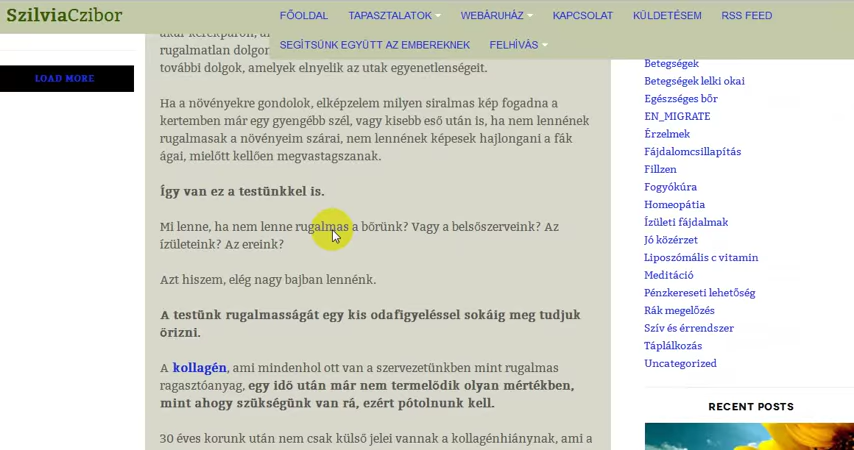 SzilviaCzibor
FŐOLDAL TAPASZTALATOK WEBÁRUHÁZ KAPCSOLAT KÜLDETÉSEM RSS FEED
SEGÍTSÜNK EGYÜTT AZ EMBEREKNEK FELHÍVÁS
LOAD MORE
rugalmatlan
további dolgok, amelyek elnyelik az utak egyenetlenségeit.
Ha a növényekre gondolok, elképzelem milyen siralmas kép fogadna a
kertemben már egy gyengébb szél, vagy kisebb eső után is, ha nem lennének
rugalmasak a növényeim szárai, nem lennének képesek hajlongani a fák
ágai, mielőtt kellően megvastagszanak.
Így van ez a testünkkel is.
Mi lenne, ha nem lenne rugalmas a bőrünk? Vagy a belsőszerveink? Az
ízületeink? Az ereink?
Azt hiszem, elég nagy bajban lennénk.
A testünk rugalmasságát egy kis odafigyeléssel sokáig meg tudjuk
őrizni.
A kollagén, ami mindenhol ott van a szervezetünkben mint rugalmas
ragasztóanyag, egy idő után már nem termelődik olyan mértékben,
mint ahogy szükségünk van rá, ezért pótolnunk kell.
30 éves korunk után nem csak külső jelei vannak a kollagénhiánynak, ami a
Betegségek
Betegségek lelki okai
Egészséges bőr
EN_MIGRATE
Érzelmek
Fájdalomcsillapítás
Fillzen
Fogyókúra
Homeopátia
Ízületi fájdalmak
Jó közérzet
Liposzómális c vitamin
Meditáció
Pénzkereseti lehetőség
Rák megelőzés
Szív és érrendszer
Táplálkozás
Uncategorized
RECENT POSTS